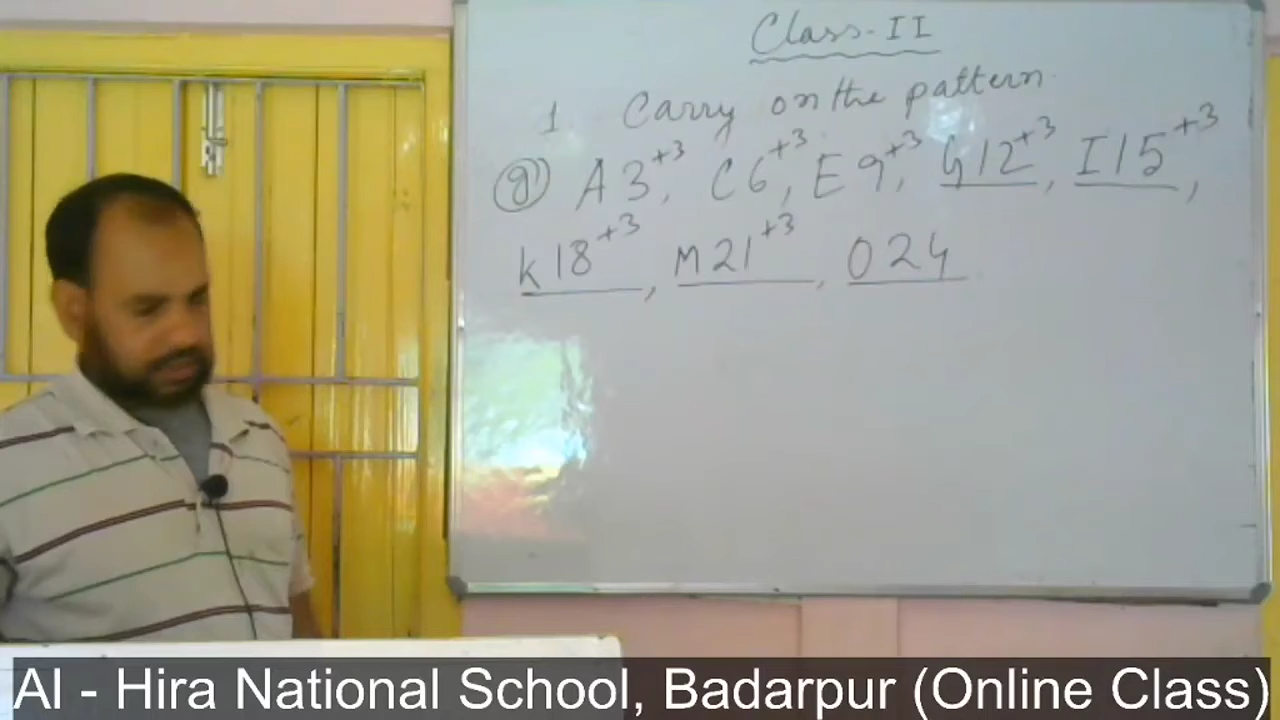 Class-II
1 Carry on the pattern
(g) A3+3, C6+3, E9+3, G12+3, I15+3,
K18+3, M21+3, O24
Al - Hira National School, Badarpur (Online Class)